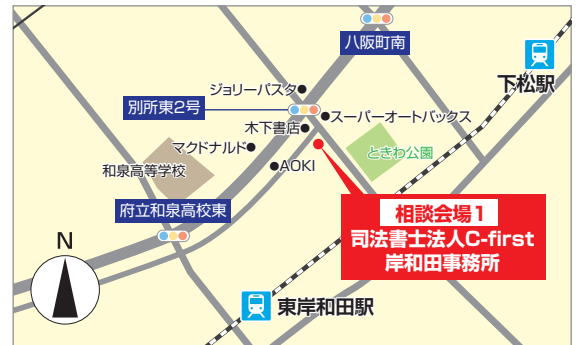 八阪町南
下松駅
ジョリーパスタ
別所東2号
スーパーオートバックス
木下書店
マクドナルド
ときわ公園
和泉高等学校
AOKI
府立和泉高校東
相談会場1
司法書士法人C-first
岸和田事務所
N
東岸和田駅